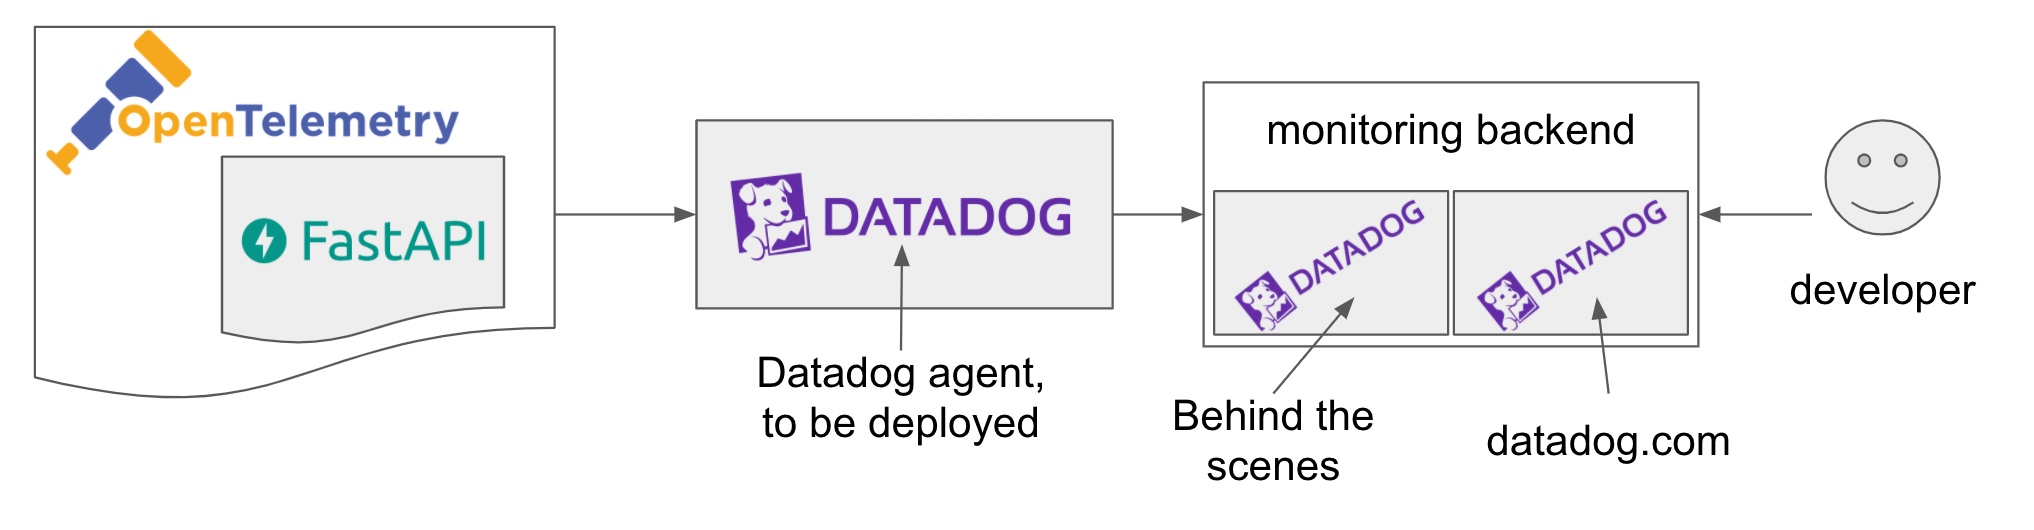 OpenTelemetry
FastAPI
DATADOG
Datadog agent,
to be deployed
monitoring backend
DATADOG
DATADOG
Behind the
scenes
datadog.com
developer